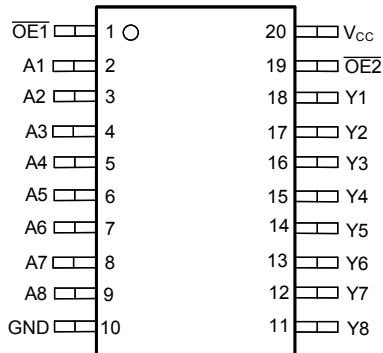 O̅E̅1̅ 1 20 VCC
A1 2 19 O̅E̅2̅
A2 3 18 Y1
A3 4 17 Y2
A4 5 16 Y3
A5 6 15 Y4
A6 7 14 Y5
A7 8 13 Y6
A8 9 12 Y7
GND 10 11 Y8